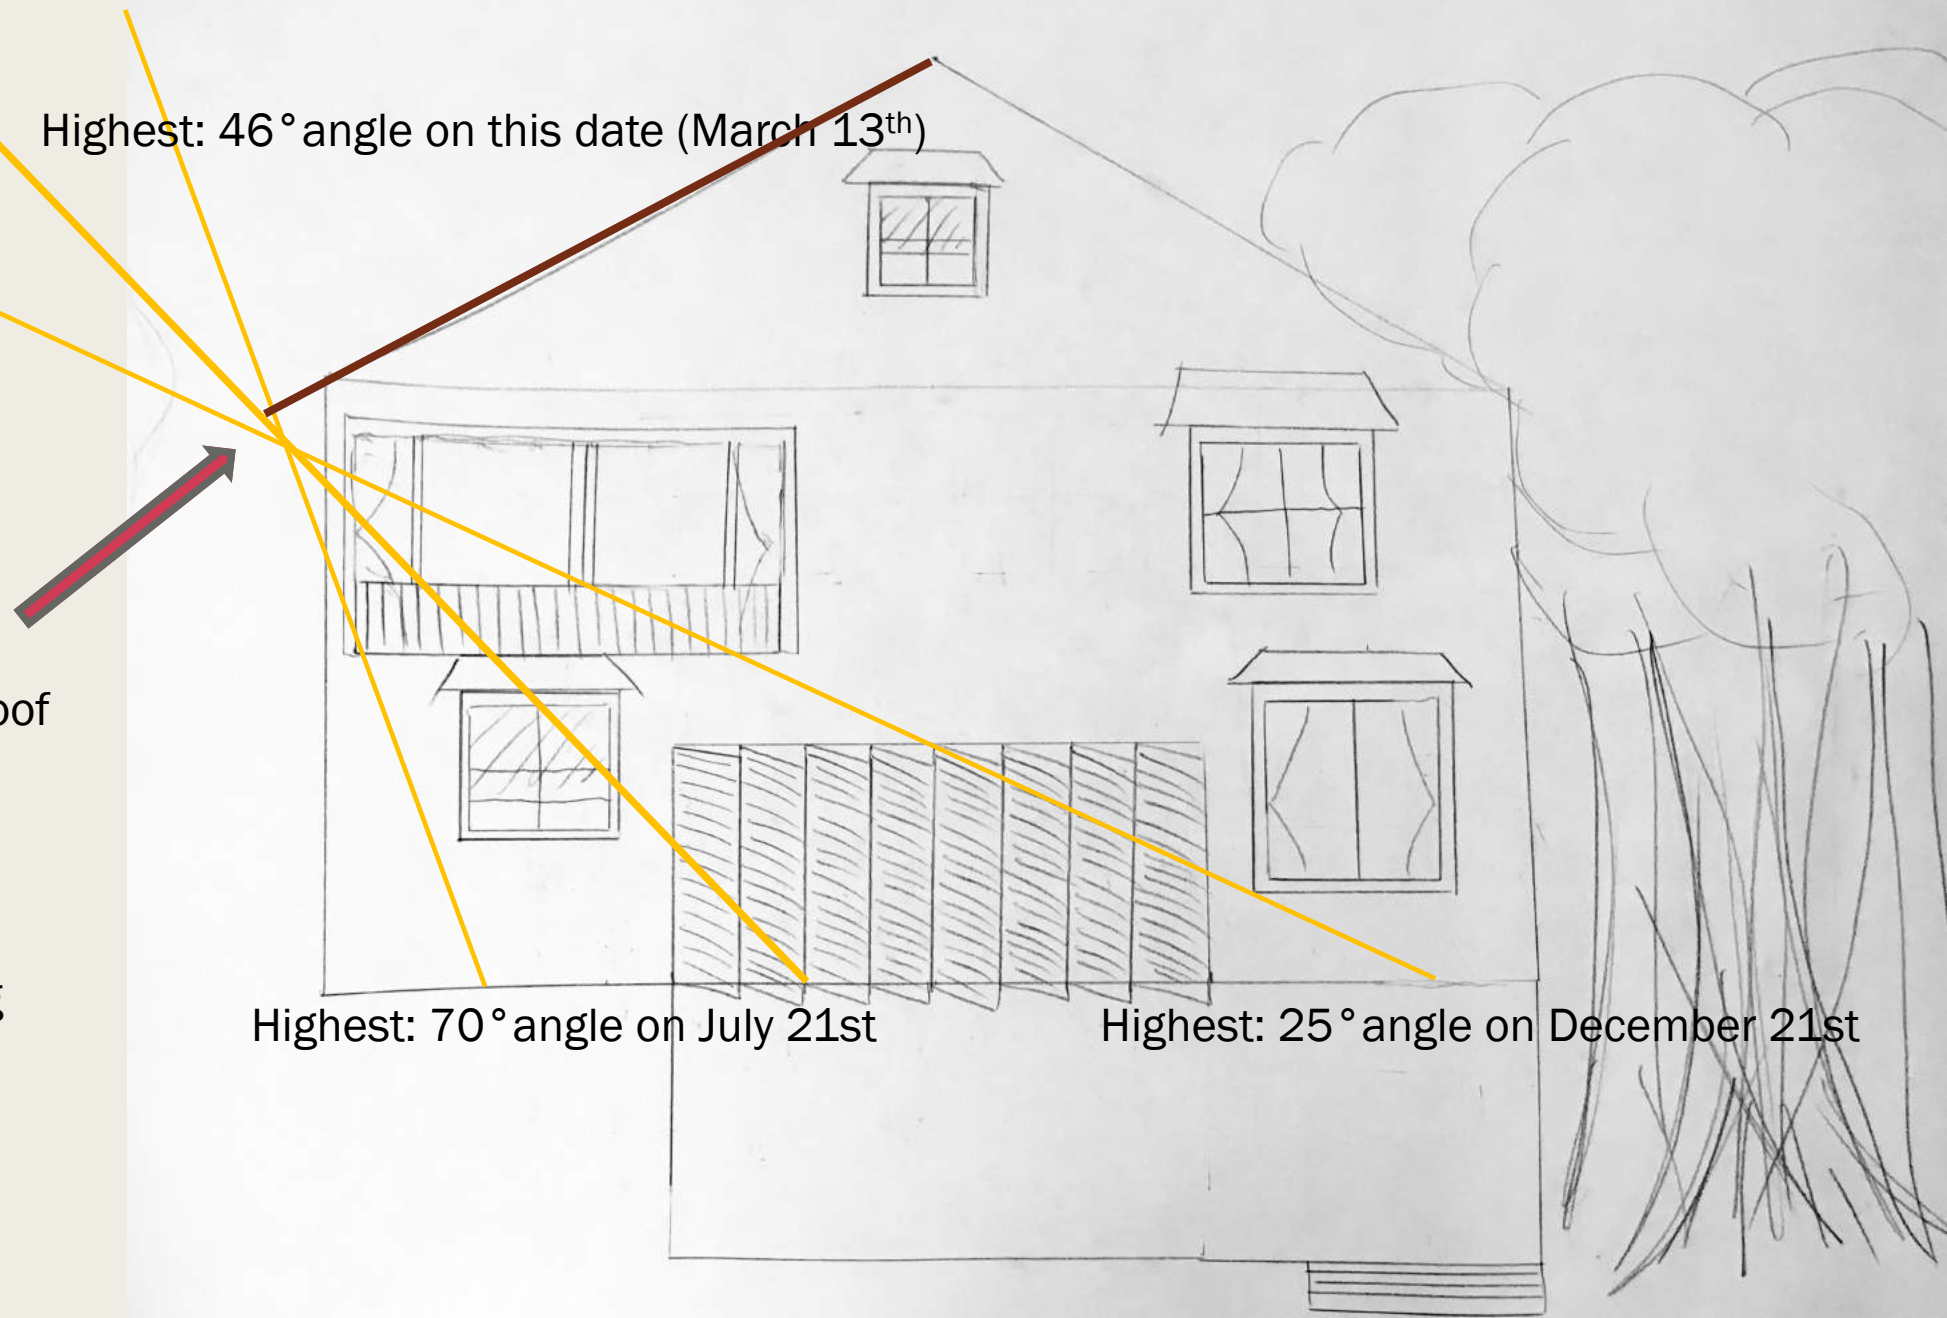 Highest: 46°angle on this date (March 13th)
oof
g
Highest: 70°angle on July 21st
Highest: 25°angle on December 21st